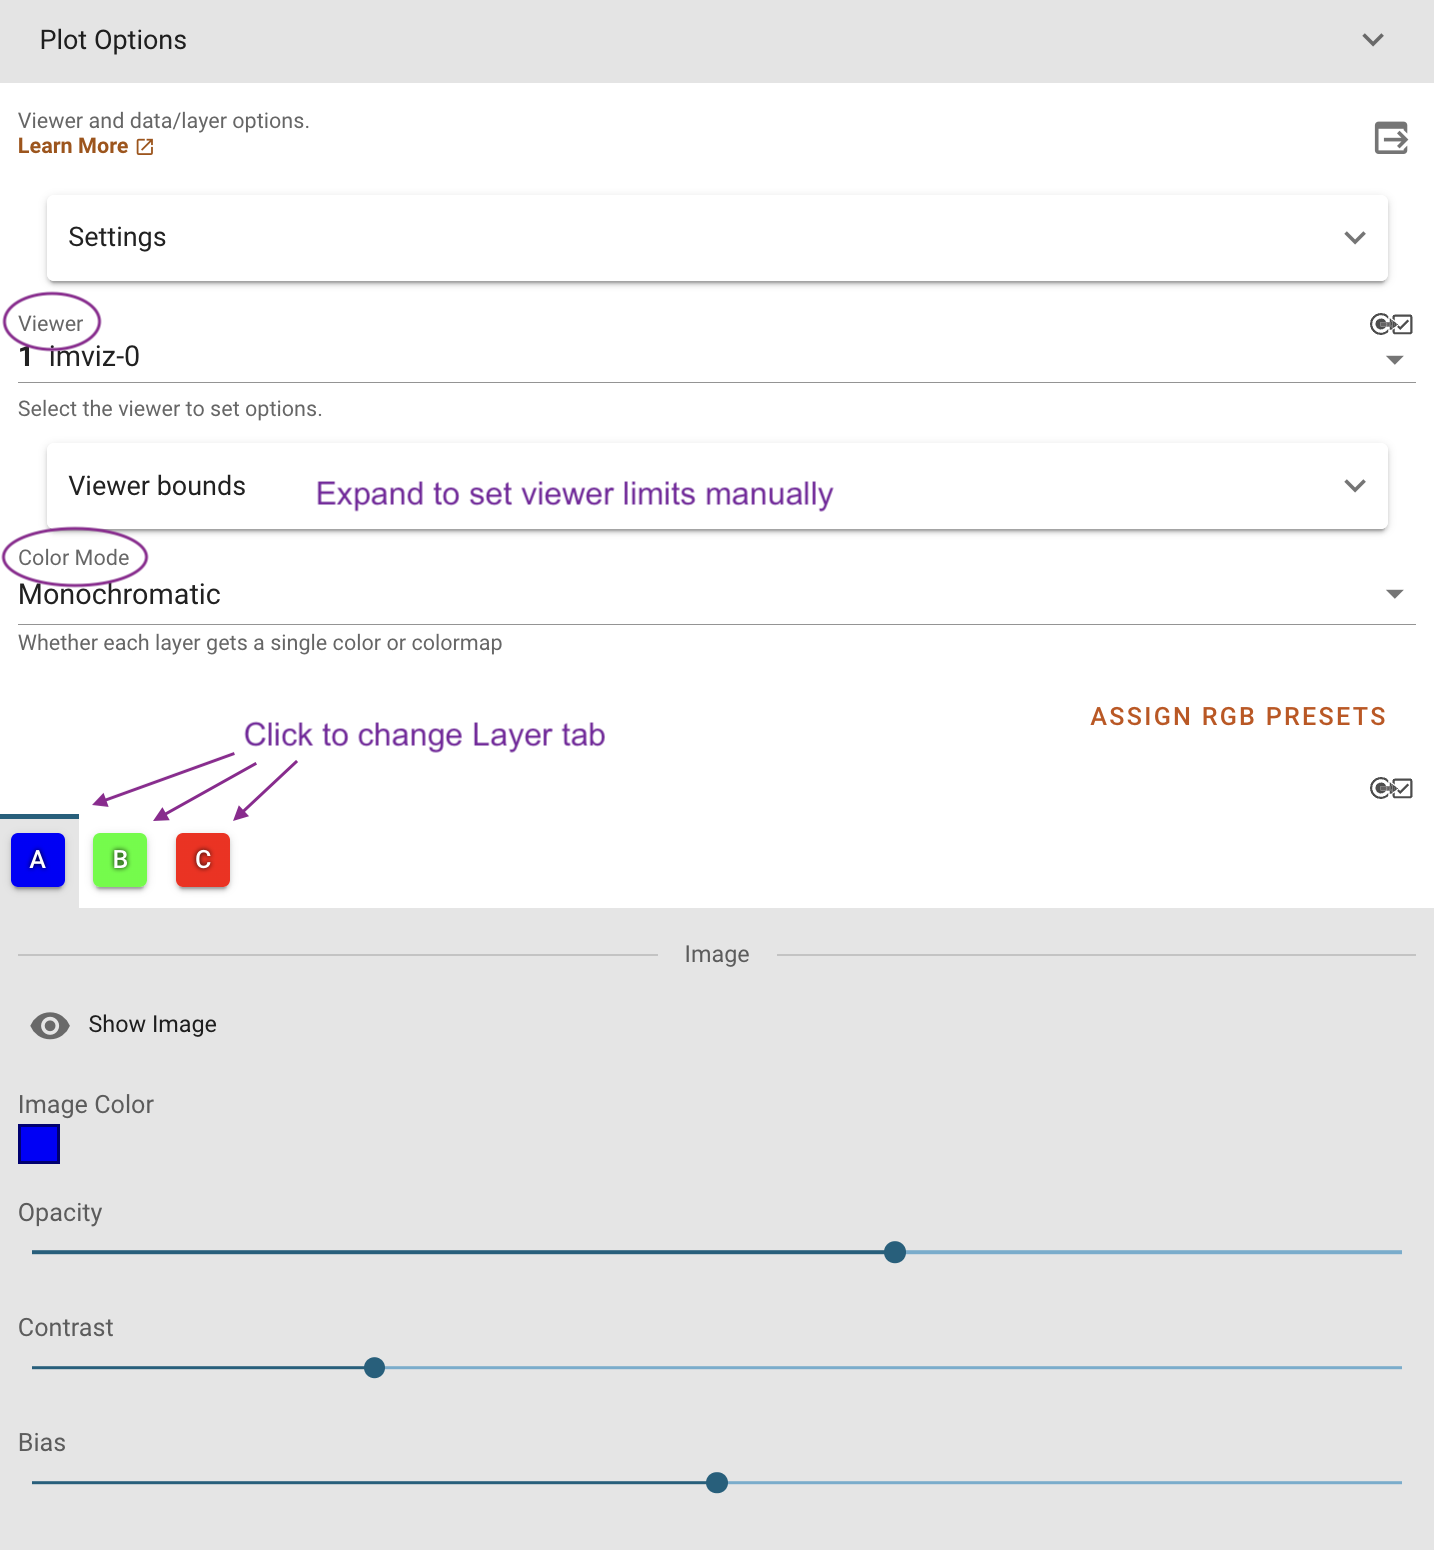 Plot Options
Viewer and data/layer options.
Learn More
Settings
Viewer
1 imviz-0
Select the viewer to set options.
Viewer bounds
Expand to set viewer limits manually
Color Mode
Monochromatic
Whether each layer gets a single color or colormap
ASSIGN RGB PRESETS
Click to change Layer tab
A B C
Image
Show Image
Image Color
Opacity
Contrast
Bias